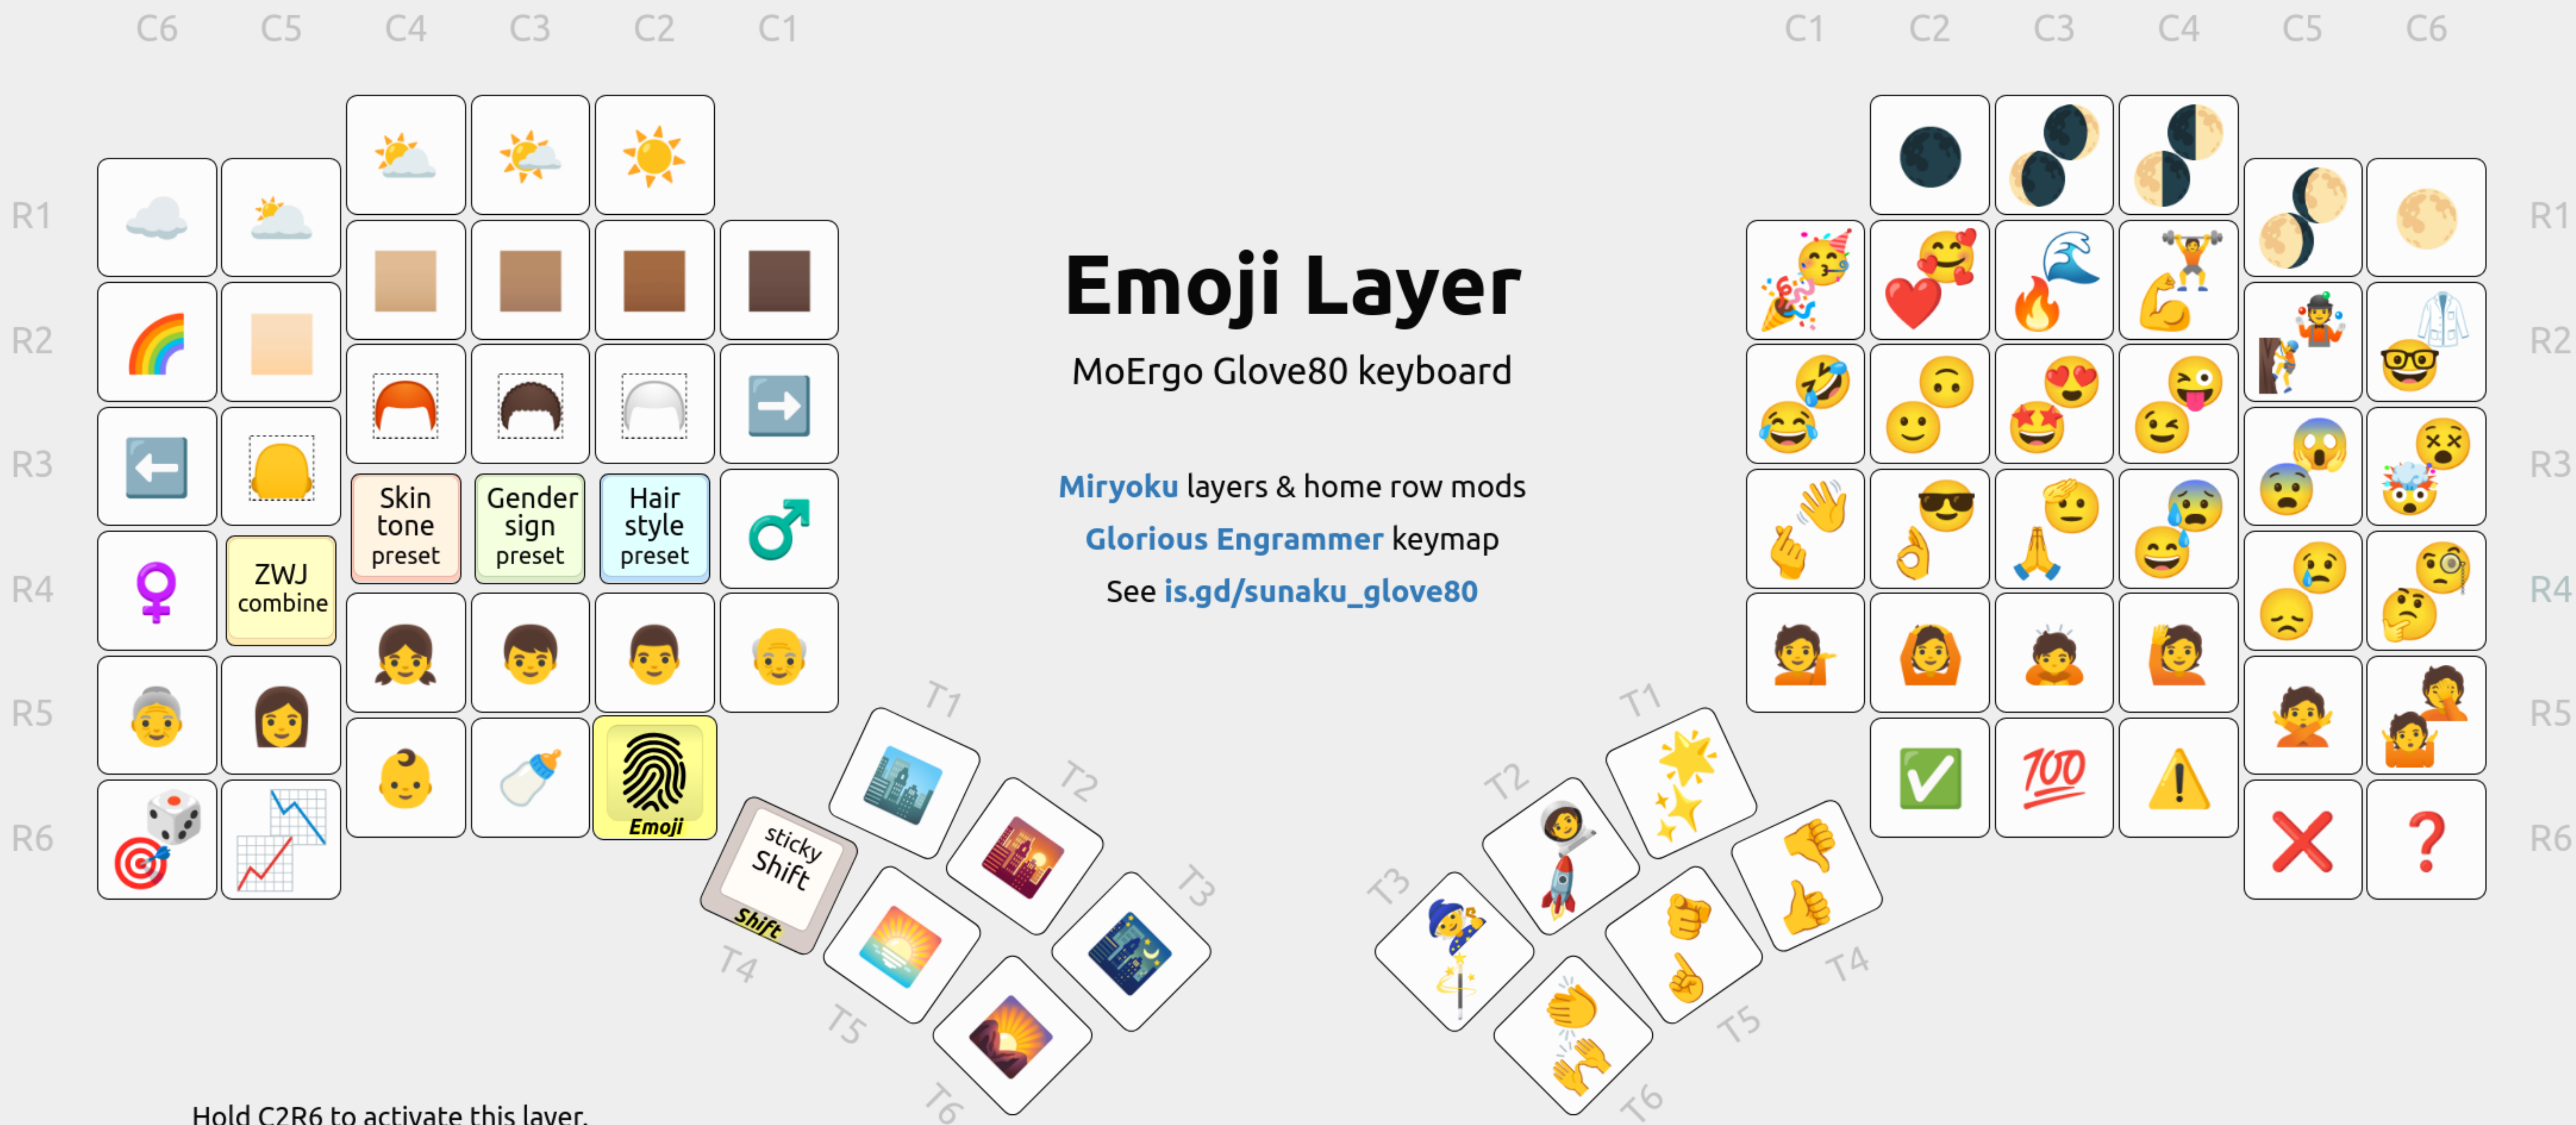 C6 C5 C4 C3 C2 C1
C1 C2 C3 C4 C5 C6
R1
R1
R2
R2
R3
R3
R4
R4
R5
R5
R6
R6
Emoji Layer
MoErgo Glove80 keyboard
Miryoku layers & home row mods
Glorious Engrammer keymap
See is.gd/sunaku_glove80
Skin
tone
preset
Gender
sign
preset
Hair
style
preset
ZWJ
combine
Emoji
sticky
Shift
Shift
T1
T2
T3
T4
T5
T6
T1
T2
T3
T4
T5
T6
100
Hold C2R6 to activate this layer.